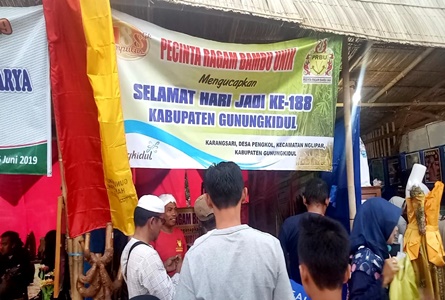 ARYA
Juni 2019
PECINTA RAGAM BAMBU UNIK
Mengucapkan
SELAMAT HARI JADI KE-188
KABUPATEN GUNUNGKIDUL
KARANGSARI, DESA PENGKOL, KECAMATAN NGLIPAR,
KABUPATEN GUNUNGKIDUL
PRBU